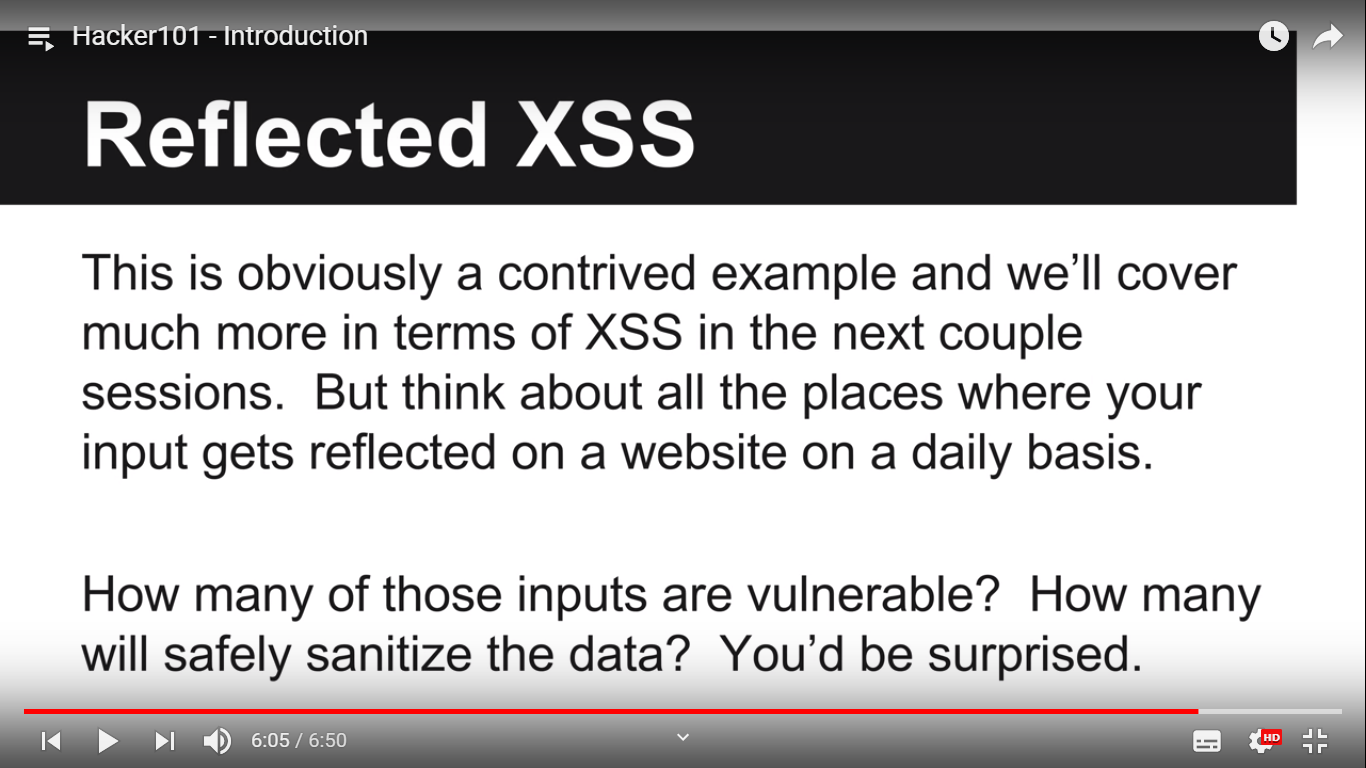 Hacker101 - Introduction
Reflected XSS
This is obviously a contrived example and we’ll cover
much more in terms of XSS in the next couple
sessions.  But think about all the places where your
input gets reflected on a website on a daily basis.
How many of those inputs are vulnerable?  How many
will safely sanitize the data?  You’d be surprised.
6:05 / 6:50
HD